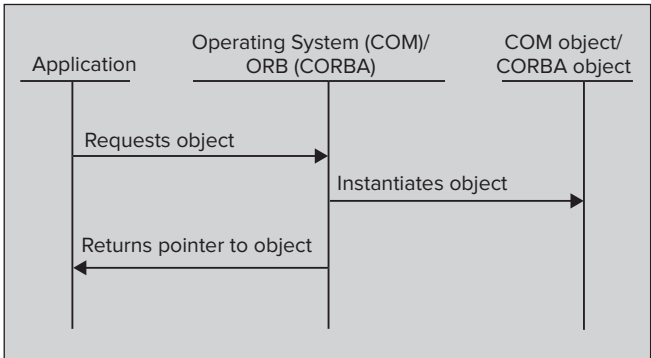 Application
Operating System (COM)/
ORB (CORBA)
COM object/
CORBA object
Requests object
Instantiates object
Returns pointer to object